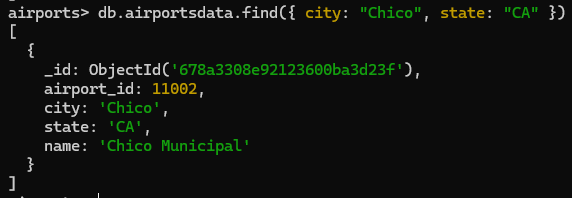 airports> db.airportsdata.find({ city: "Chico", state: "CA" })
[
  {
    _id: ObjectId('678a3308e92123600ba3d23f'),
    airport_id: 11002,
    city: 'Chico',
    state: 'CA',
    name: 'Chico Municipal'
  }
]